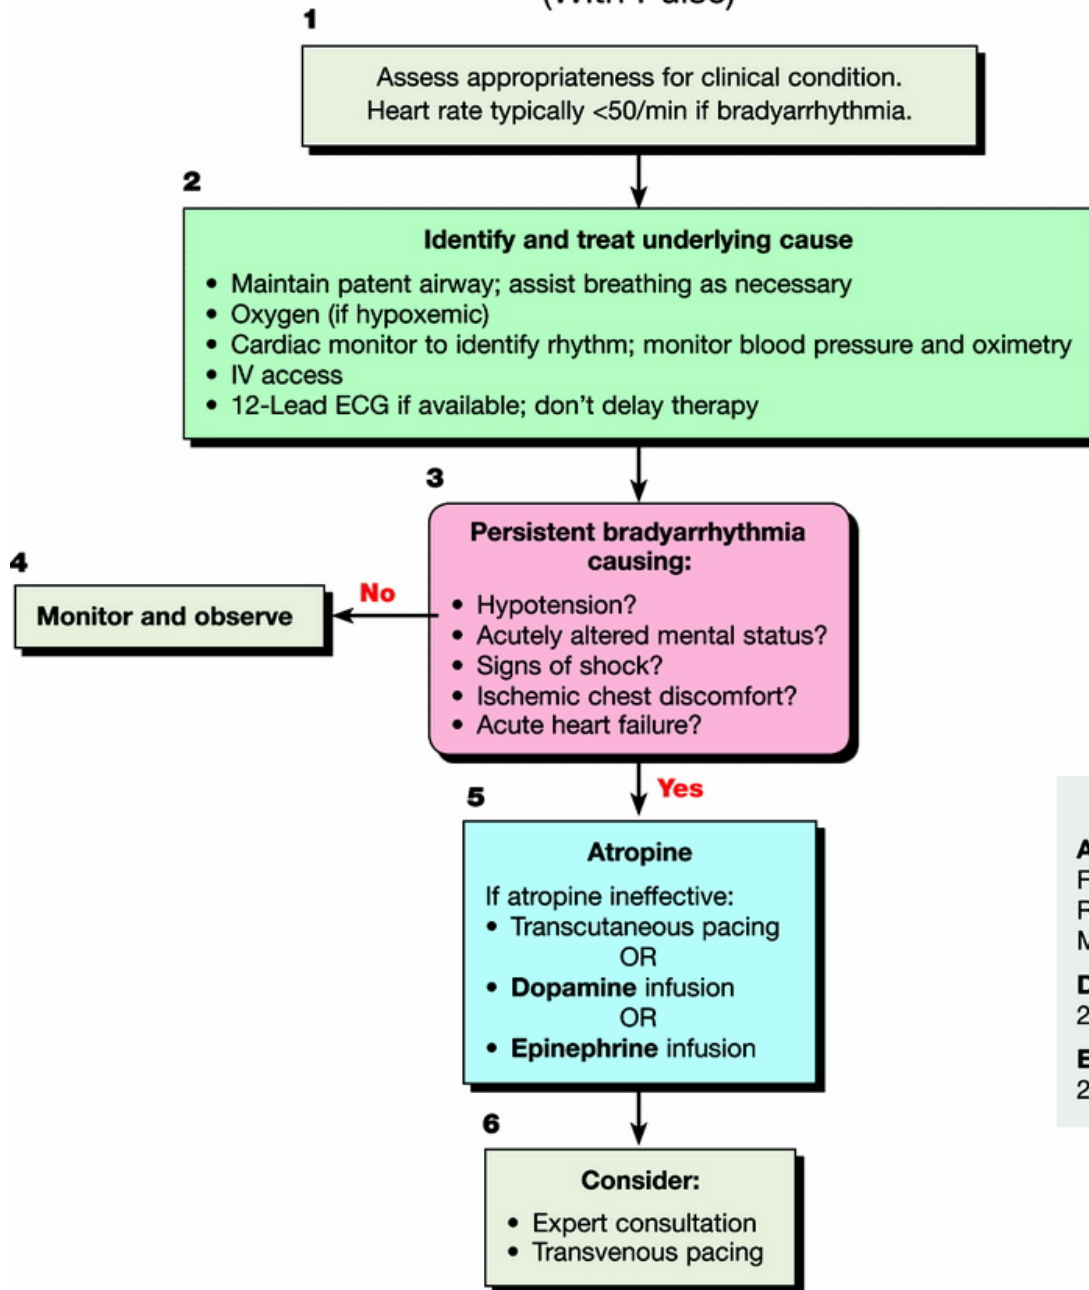 (With Pulse)
1
Assess appropriateness for clinical condition.
Heart rate typically <50/min if bradyarrhythmia.
2
Identify and treat underlying cause
• Maintain patent airway; assist breathing as necessary
• Oxygen (if hypoxemic)
• Cardiac monitor to identify rhythm; monitor blood pressure and oximetry
• IV access
• 12-Lead ECG if available; don't delay therapy
3
Persistent bradyarrhythmia
causing:
• Hypotension?
• Acutely altered mental status?
• Signs of shock?
• Ischemic chest discomfort?
• Acute heart failure?
4
Monitor and observe
No
Yes
5
Atropine
If atropine ineffective:
• Transcutaneous pacing
OR
• Dopamine infusion
OR
• Epinephrine infusion
6
Consider:
• Expert consultation
• Transvenous pacing